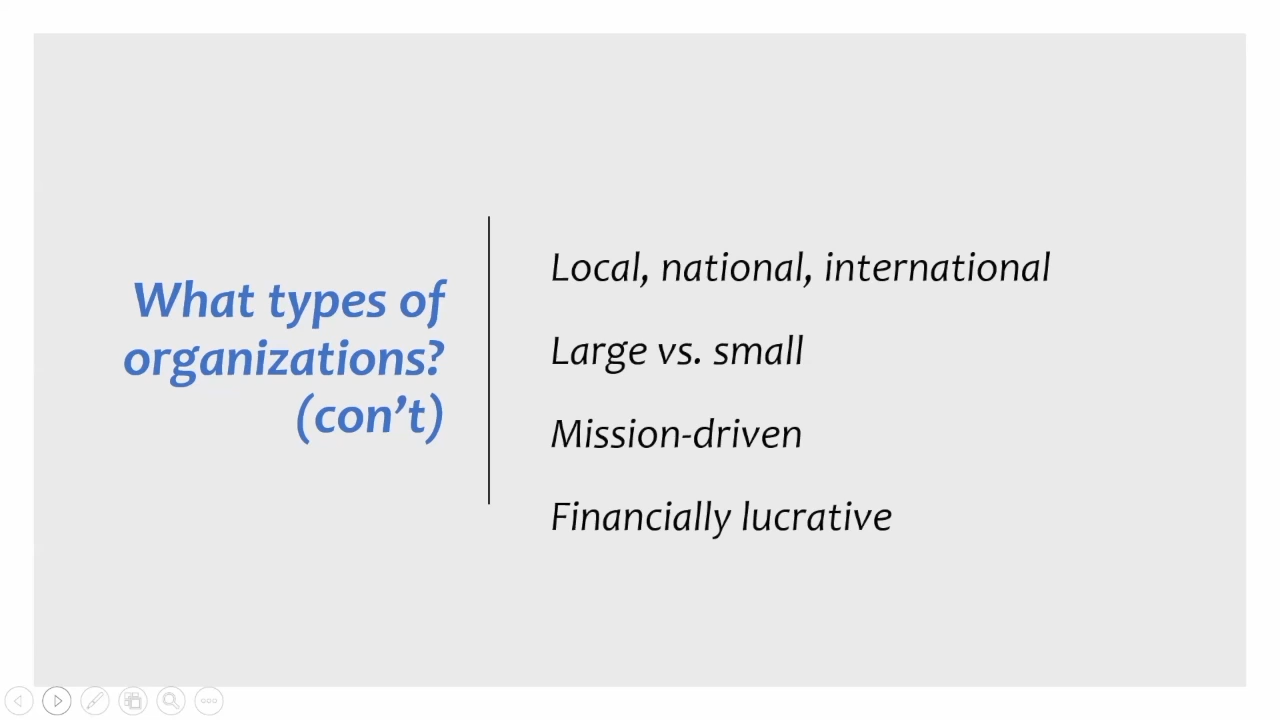 What types of
organizations?
(con’t)
Local, national, international
Large vs. small
Mission-driven
Financially lucrative